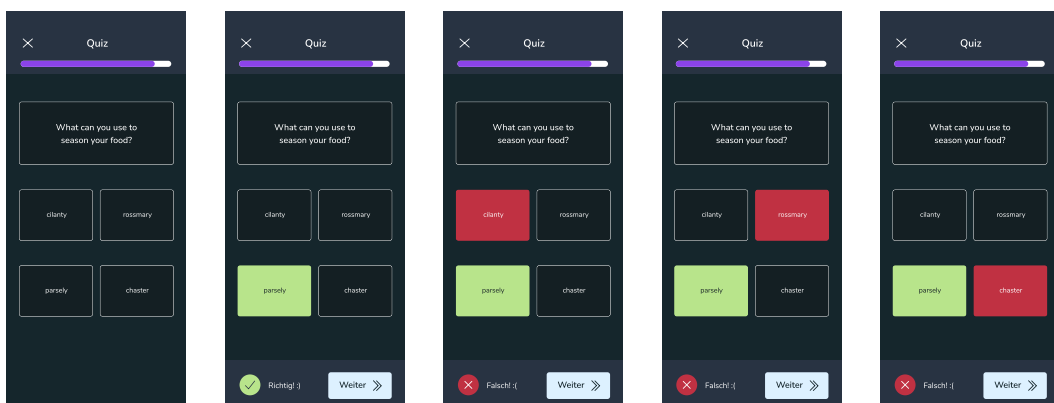 Quiz
What can you use to
season your food?
cilanty
rossmary
parsely
chaster
Quiz
What can you use to
season your food?
cilanty
rossmary
parsely
chaster
Richtig! :)
Weiter
Quiz
What can you use to
season your food?
cilanty
rossmary
parsely
chaster
Falsch! :(
Weiter
Quiz
What can you use to
season your food?
cilanty
rossmary
parsely
chaster
Falsch! :(
Weiter
Quiz
What can you use to
season your food?
cilanty
rossmary
parsely
chaster
Falsch! :(
Weiter